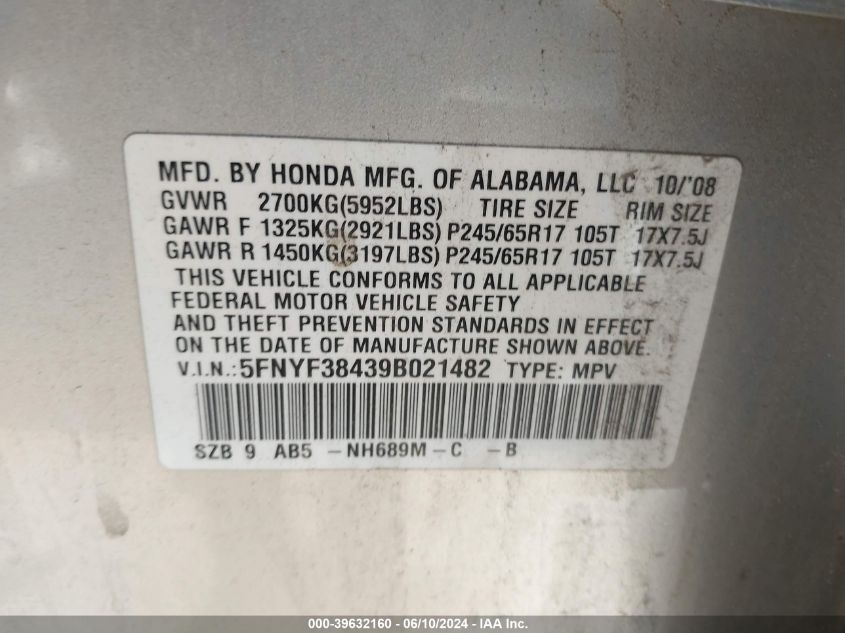 MFD. BY HONDA MFG. OF ALABAMA, LLC 10/'08
GVWR 2700KG(5952LBS) TIRE SIZE RIM SIZE
GAWR F 1325KG(2921LBS) P245/65R17 105T 17X7.5J
GAWR R 1450KG(3197LBS) P245/65R17 105T 17X7.5J
THIS VEHICLE CONFORMS TO ALL APPLICABLE
FEDERAL MOTOR VEHICLE SAFETY
AND THEFT PREVENTION STANDARDS IN EFFECT
ON THE DATE OF MANUFACTURE SHOWN ABOVE.
V.I.N.:5FNYF38439B021482 TYPE: MPV
SZB 9 AB5 -NH689M-C -B
000-39632160 - 06/10/2024 - IAA Inc.